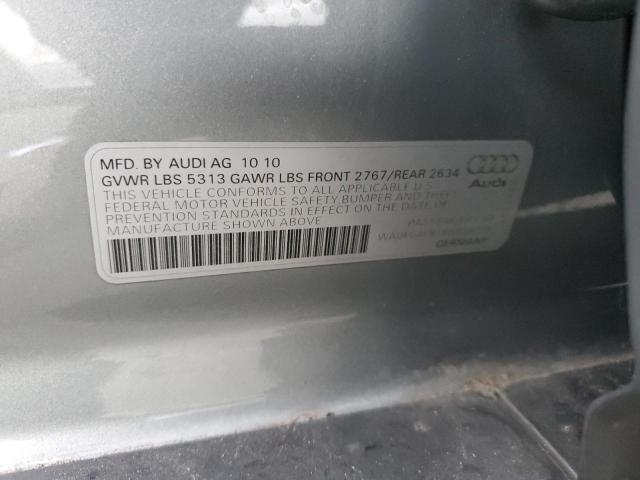 MFD. BY AUDI AG 10 10
GVWR LBS 5313 GAWR LBS FRONT 2767/REAR 2634
THIS VEHICLE CONFORMS TO ALL APPLICABLE U.S.
FEDERAL MOTOR VEHICLE SAFETY,BUMPER AND THEFT
PREVENTION STANDARDS IN EFFECT ON THE DATE OF
MANUFACTURE SHOWN ABOVE
Audi
GERMANY